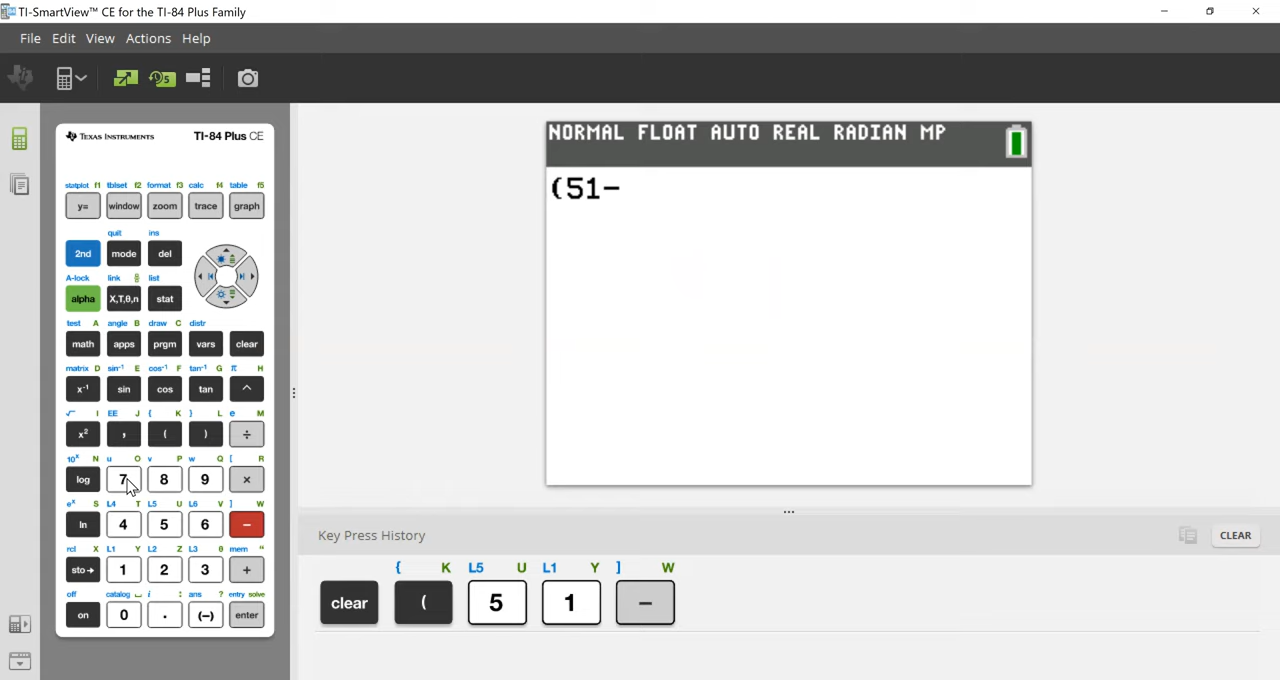 TI-SmartView™ CE for the TI-84 Plus Family
File Edit View Actions Help
TEXAS INSTRUMENTS TI-84 Plus CE
statplot f1 tblset f2 format f3 calc f4 table f5
y= window zoom trace graph
quit ins
2nd mode del
A-lock link list
alpha X,T,θ,n stat
test A angle B draw C distr
math apps prgm vars clear
matrix D sin⁻¹ E cos⁻¹ F tan⁻¹ G π H
x⁻¹ sin cos tan ^
√ I EE J { K } L e M
x² , ( ) ÷
10ˣ N u O v P w Q [ R
log 7 8 9 ×
eˣ S L4 T L5 U L6 V ] W
ln 4 5 6 −
rcl X L1 Y L2 Z L3 θ mem "
sto→ 1 2 3 +
off catalog i : ans ? entry solve
on 0 . (−) enter
NORMAL FLOAT AUTO REAL RADIAN MP
(51−
Key Press History
CLEAR
{ K L5 U L1 Y ] W
clear ( 5 1 −